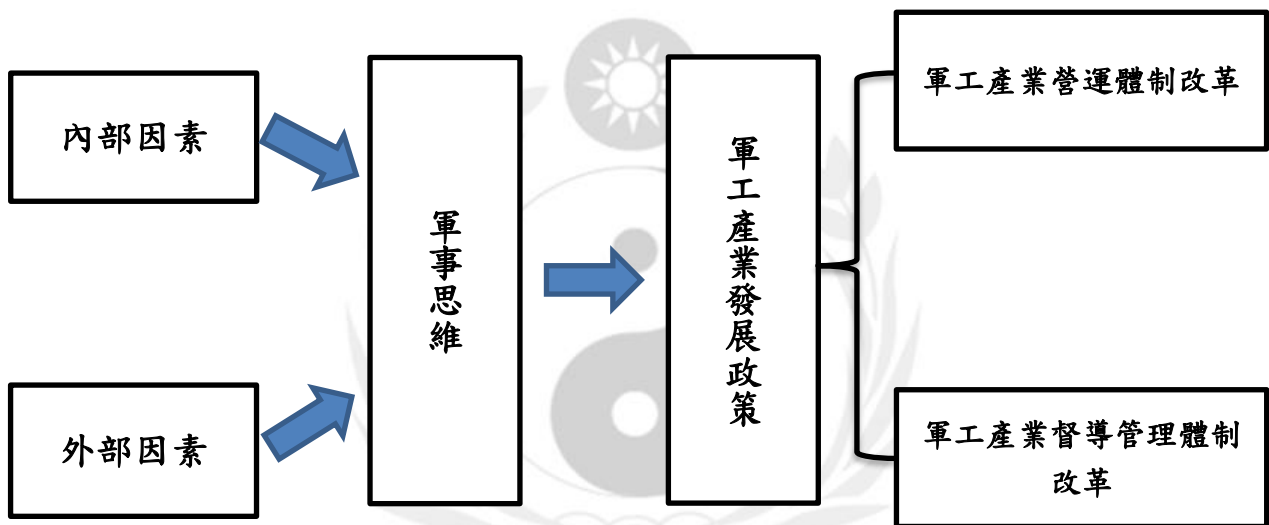 內部因素
外部因素
軍事思維
軍工產業發展政策
軍工產業營運體制改革
軍工產業督導管理體制
改革